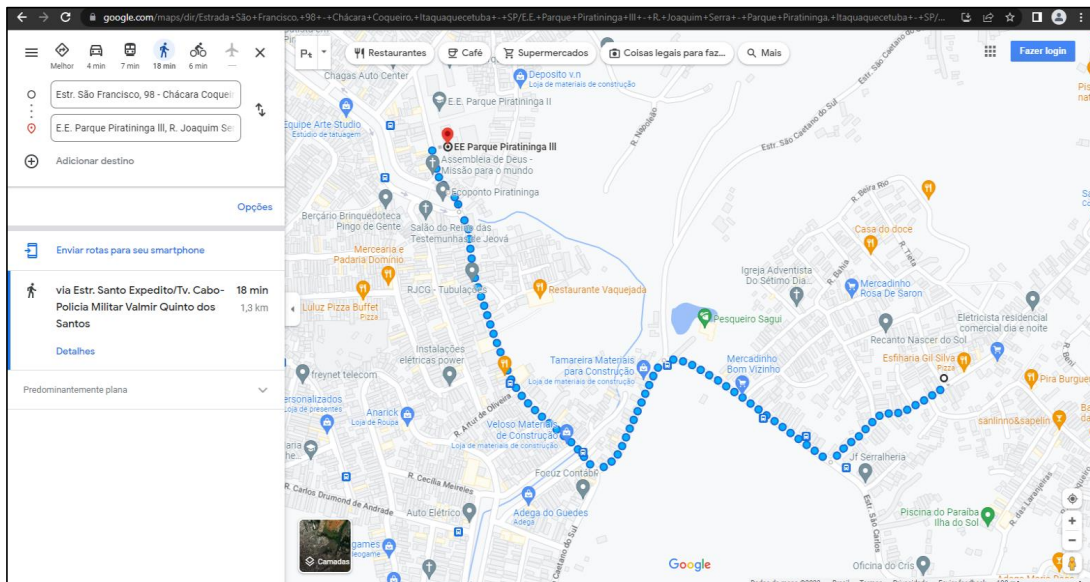 google.com/maps/dir/Estrada+São+Francisco,+98+-+Chácara+Coqueiro,+Itaquaquecetuba+-+SP/E.E.+Parque+Piratininga+III+-+R.+Joaquim+Serra+-+Parque+Piratininga,+Itaquaquecetuba+-+SP/...
Melhor
4 min
7 min
18 min
6 min
Estr. São Francisco, 98 - Chácara Coquei
E.E. Parque Piratininga III, R. Joaquim Se
Adicionar destino
Opções
Enviar rotas para seu smartphone
via Estr. Santo Expedito/Tv. Cabo-
Polícia Militar Valmir Quinto dos
Santos
18 min
1,3 km
Detalhes
Predominantemente plana
Restaurantes
Café
Supermercados
Coisas legais para faz...
Mais
Fazer login
Chagas Auto Center
Deposito v.n
Loja de materiais de construção
E.E. Parque Piratininga II
Equipe Arte Studio
Estúdio de tatuagem
EE Parque Piratininga III
Assembleia de Deus -
Missão para o mundo
Ecoponto Piratininga
Berçário Brinquedoteca
Pingo de Gente
Salão do Reino das
Testemunhas de Jeová
Mercearia e
Padaria Domínio
RJCG - Tubulações
Restaurante Vaquejada
Luluz Pizza Buffet
Pizza
Instalações
elétricas power
freynet telecom
R. Napoleão
Estr. São Caetano do Sul
R. Beira Rio
Casa do doce
R. Tieta
R. Bahia
Igreja Adventista
Do Sétimo Dia...
Mercadinho
Rosa De Saron
Pesqueiro Sagui
Eletricista residencial
comercial dia e noite
Recanto Nascer do Sol
Esfiharia Gil Silva
Pizza
R. Beni
Pira Burgue
Tamareira Materiais
para Construção
Loja de materiais de construção
Mercadinho
Bom Vizinho
sanlinno&sapelin
Anarick
Loja de Roupa
R. Artur de Oliveira
Veloso Materiais
de Construção
Loja de materiais de construção
Focuz Contábil
Jf Serralheria
R. Cecília Meireles
R. Carlos Drumond de Andrade
Auto Elétrico
Adega do Guedes
Adega
Estr. São Carlos
Piscina do Paraíba
Ilha do Sol
R. das Laranjeiras
Camadas
Google
Oficina do Cris